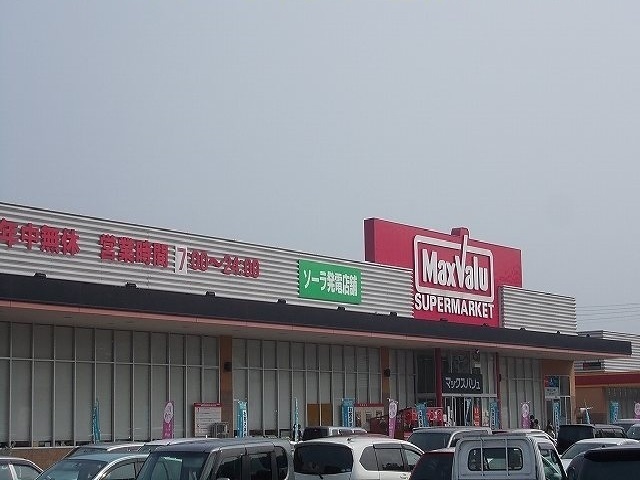 年中無休 営業時間 7:00～24:00
ソーラ発電店舗
MaxValu
SUPERMARKET
マックスバリュ